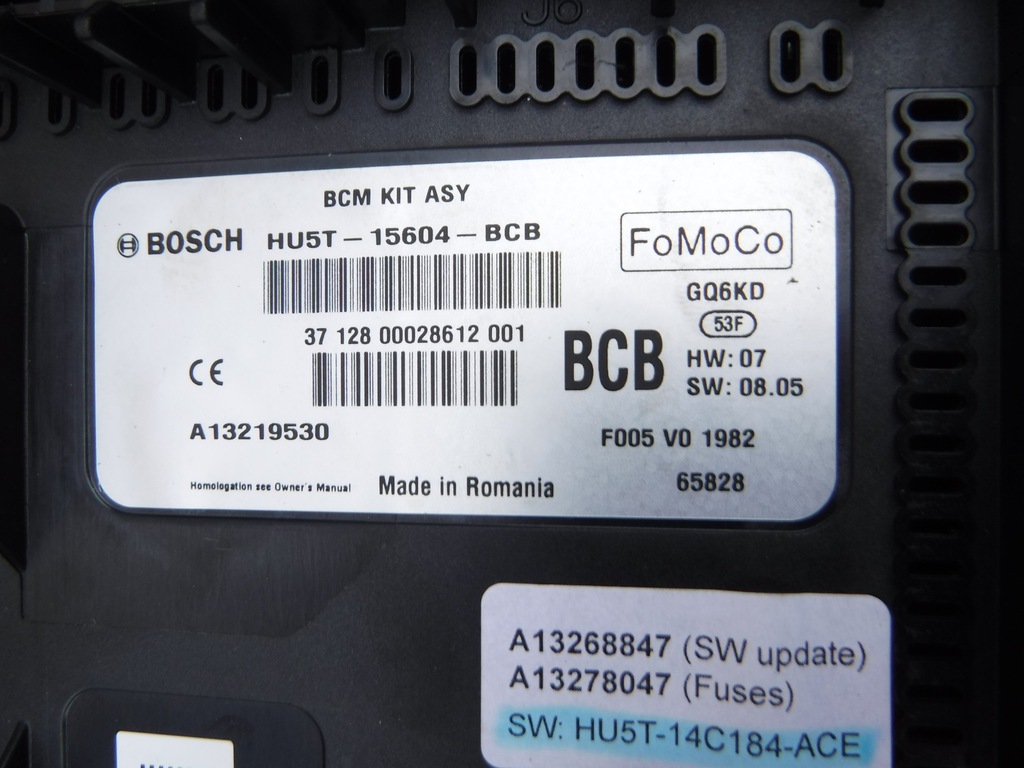 J6
BCM KIT ASY
BOSCH HU5T-15604-BCB
FoMoCo
GQ6KD
37 128 00028612 001
53F
BCB
HW: 07
CE
SW: 08.05
A13219530
F005 V0 1982
Homologation see Owner's Manual
Made in Romania
65828
A13268847 (SW update)
A13278047 (Fuses)
SW: HU5T-14C184-ACE